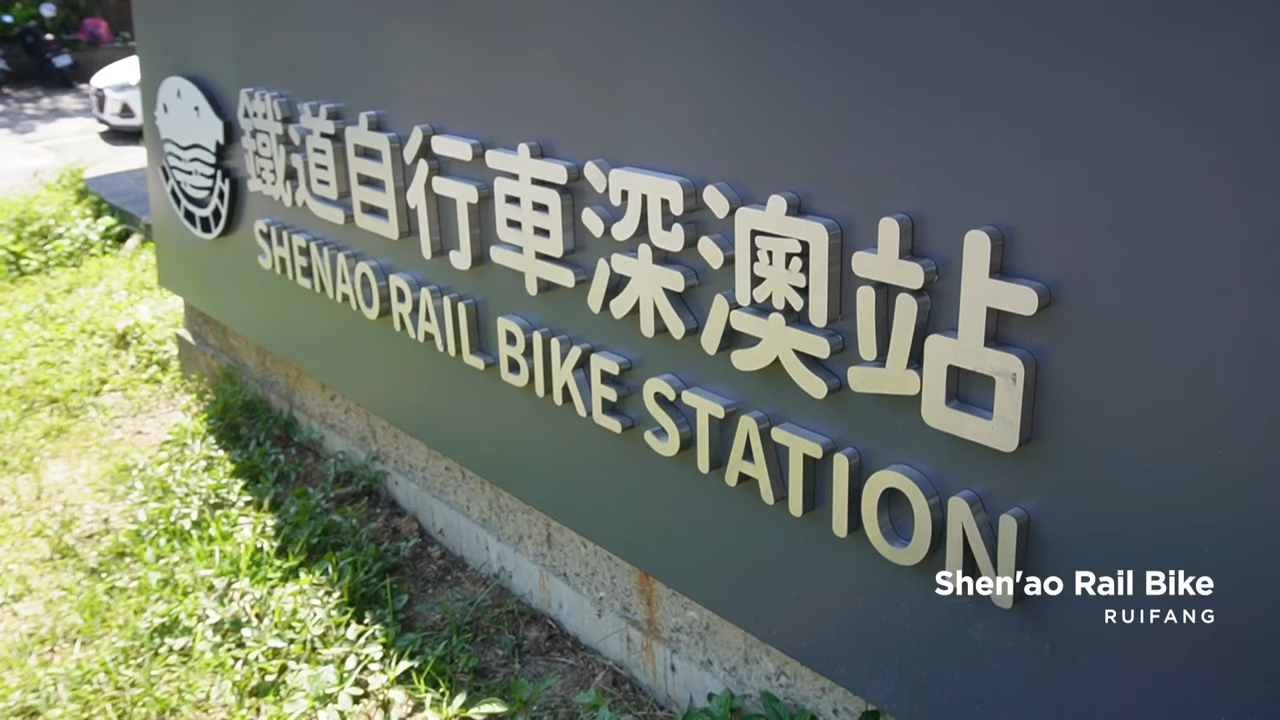 鐵道自行車深澳站
SHENAO RAIL BIKE STATION
Shen'ao Rail Bike
RUIFANG